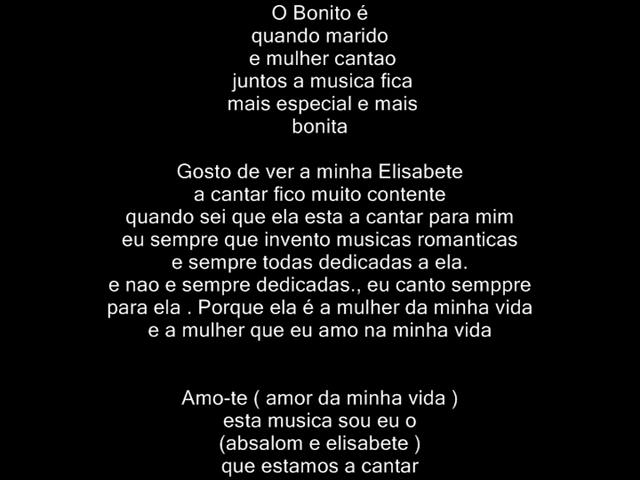 O Bonito é
quando marido
e mulher cantao
juntos a musica fica
mais especial e mais
bonita
Gosto de ver a minha Elisabete
a cantar fico muito contente
quando sei que ela esta a cantar para mim
eu sempre que invento musicas romanticas
e sempre todas dedicadas a ela.
e nao e sempre dedicadas., eu canto semppre
para ela . Porque ela é a mulher da minha vida
e a mulher que eu amo na minha vida
Amo-te ( amor da minha vida )
esta musica sou eu o
(absalom e elisabete )
que estamos a cantar